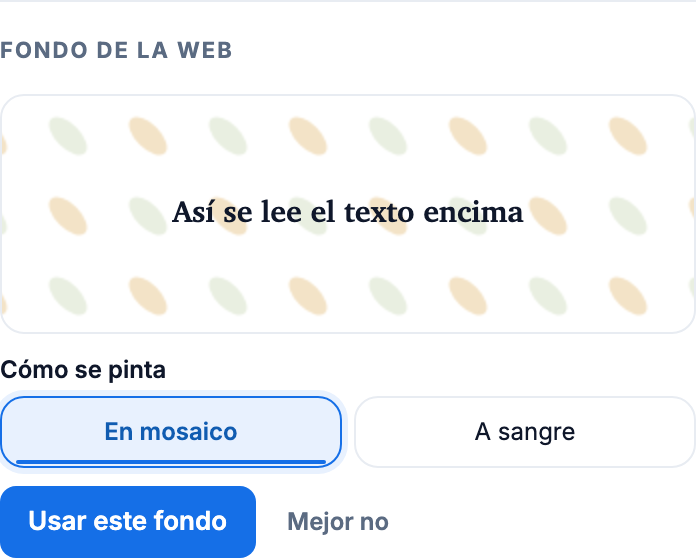 FONDO DE LA WEB
Así se lee el texto encima
Cómo se pinta
En mosaico
A sangre
Usar este fondo
Mejor no